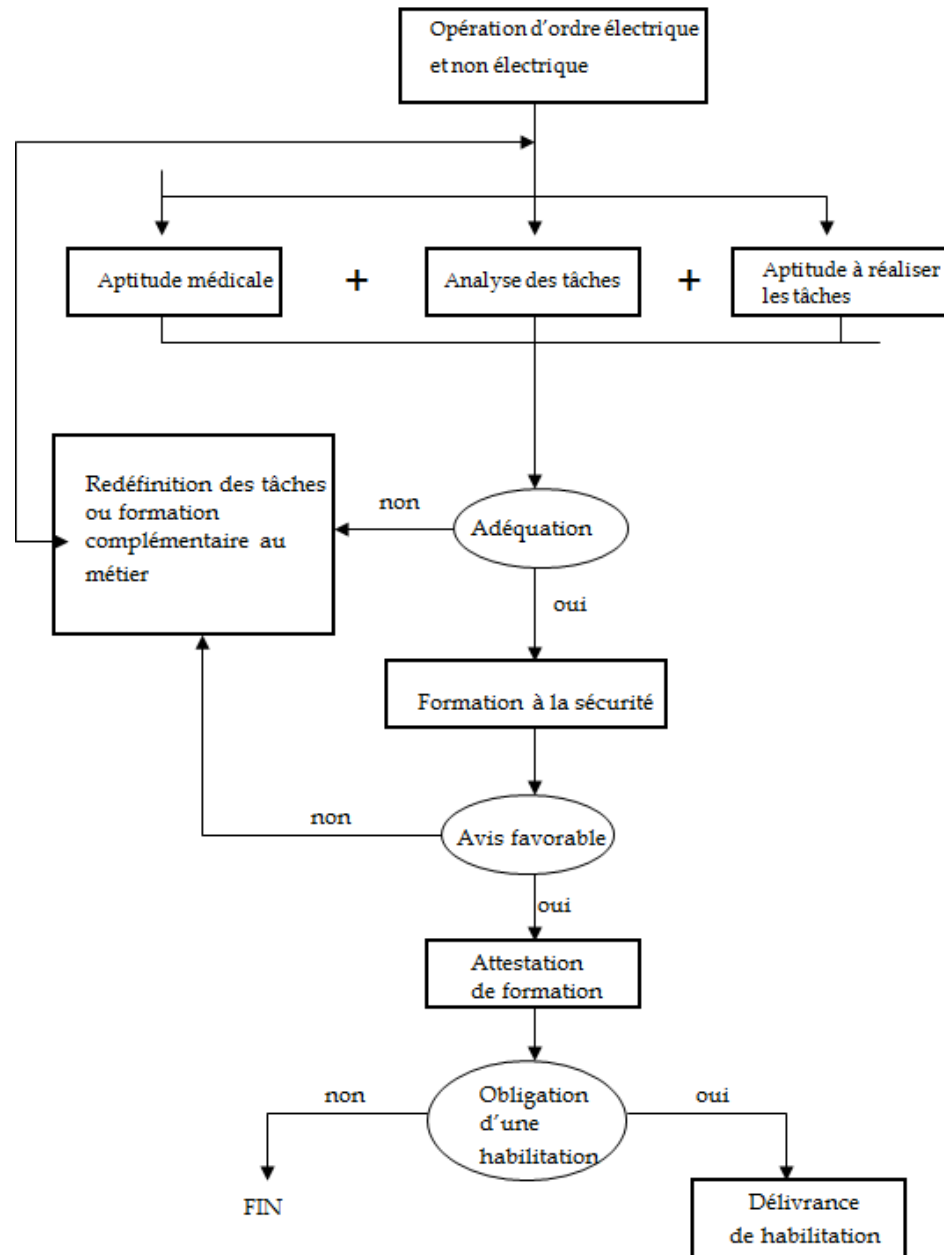 Opération d'ordre électrique
et non électrique
Aptitude médicale
+
Analyse des tâches
+
Aptitude à réaliser
les tâches
Redéfinition des tâches
ou formation
complémentaire au
métier
non
Adéquation
oui
Formation à la sécurité
non
Avis favorable
oui
Attestation
de formation
non
Obligation
d'une
habilitation
oui
FIN
Délivrance
de habilitation